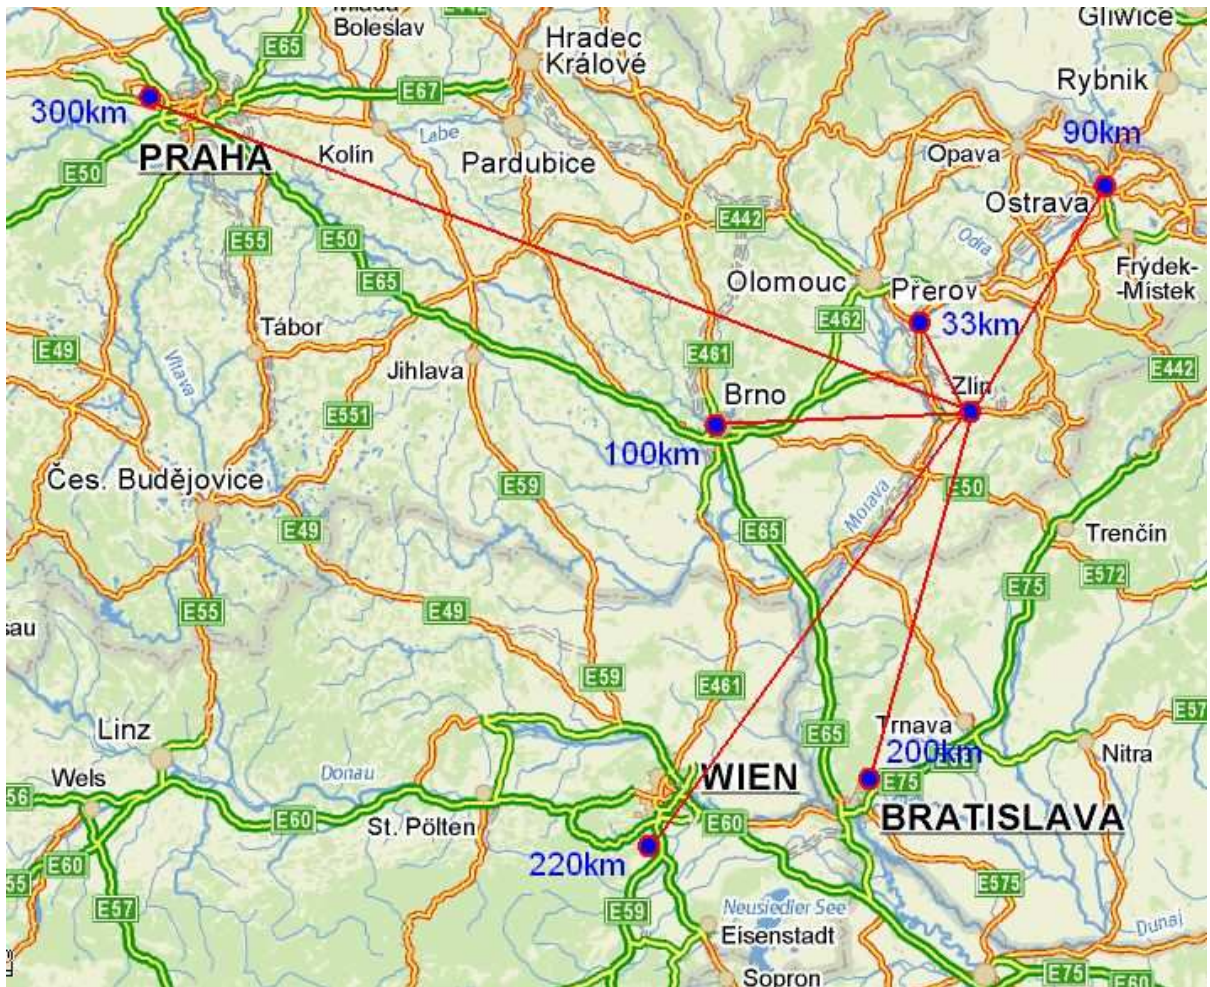 Mladá
Boleslav
Gliwice
E65
Hradec
Králové
Rybnik
E67
300km
90km
Labe
Kolín
Opava
PRAHA
Pardubice
E50
Ostrava
E442
E55
E50
Odra
Olomouc
Přerov
Frýdek-
-Místek
E65
E462
33km
Tábor
E49
Vltava
E461
E442
Jihlava
Brno
Zlín
E551
100km
Čes. Budějovice
E59
E50
Morava
E49
E65
Trenčín
E572
E75
E55
E49
sau
E59
E461
Linz
Trnava
E57
E65
200km
Nitra
Wels
Donau
WIEN
E75
56
E60
St. Pölten
E60
BRATISLAVA
220km
E60
55
E575
E57
E59
Neusiedler See
Dunaj
Eisenstadt
Sopron
E75
E60